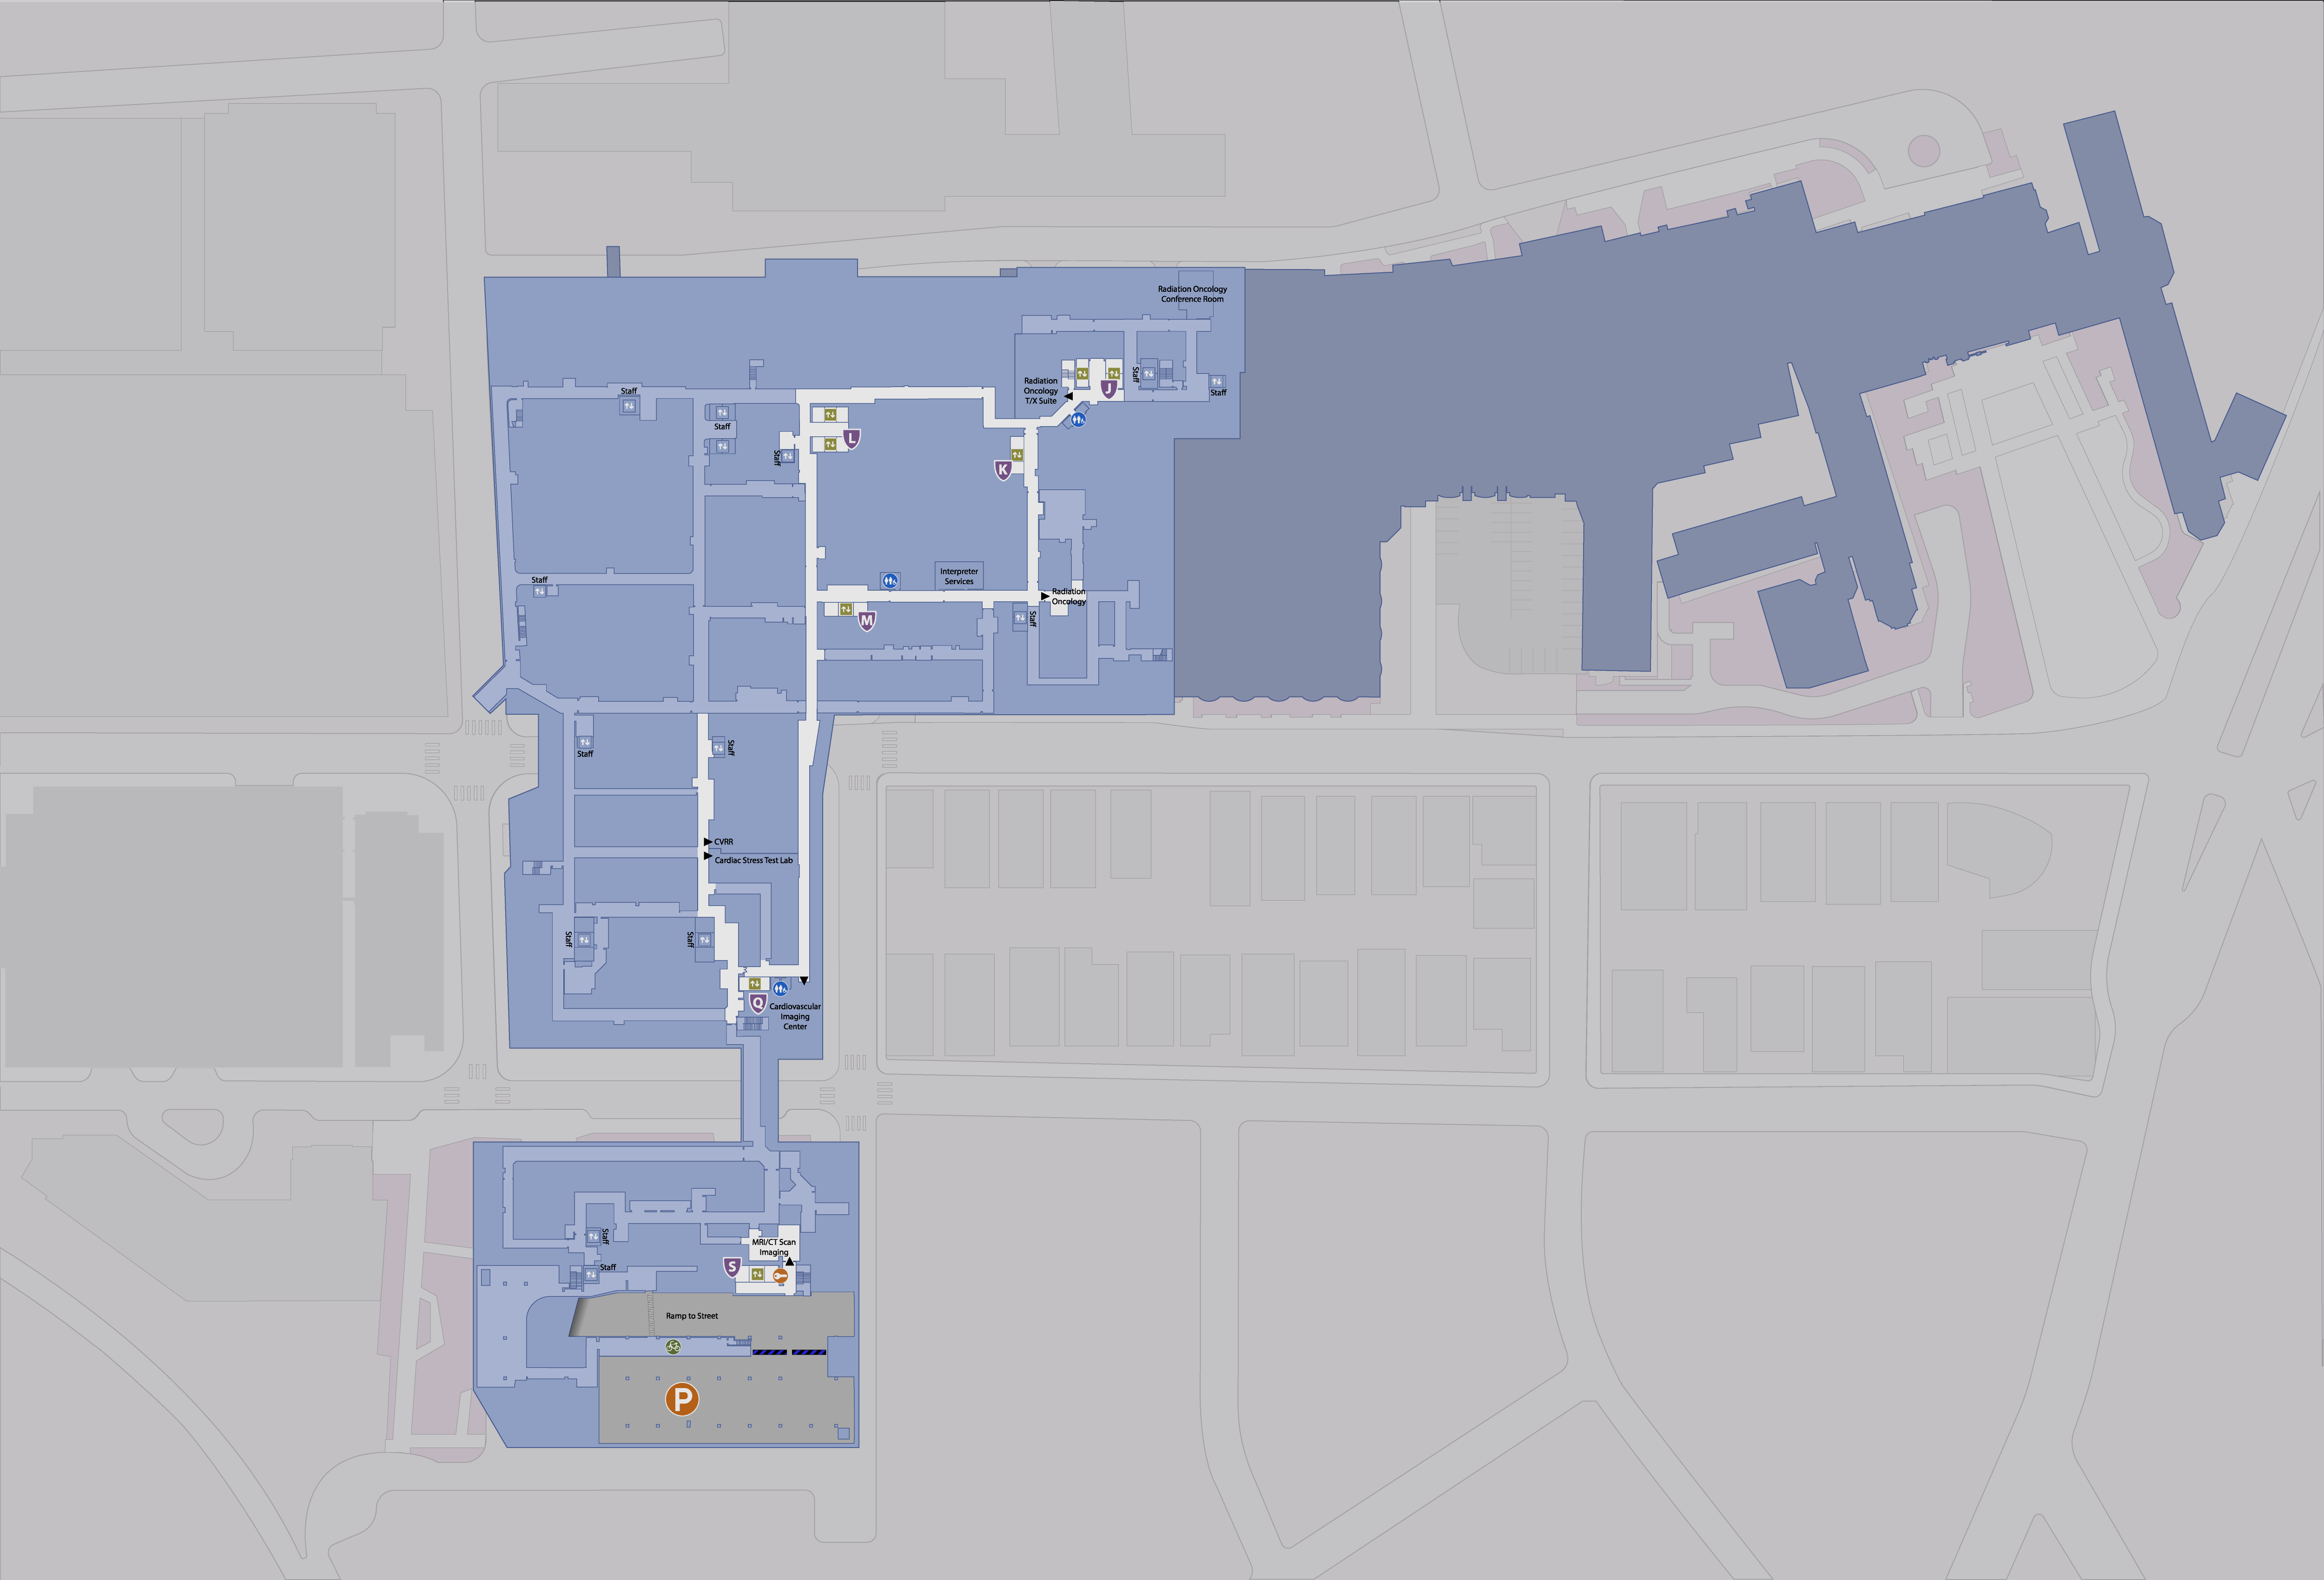 Radiation Oncology
Conference Room
Staff
J
Staff
Radiation
Oncology
T/X Suite
Staff
Staff
L
Staff
K
Interpreter
Services
Staff
Radiation
Oncology
M
Staff
Staff
Staff
CVRR
Cardiac Stress Test Lab
Staff
Staff
Q
Cardiovascular
Imaging
Center
Staff
MRI/CT Scan
Imaging
S
Staff
Ramp to Street
P